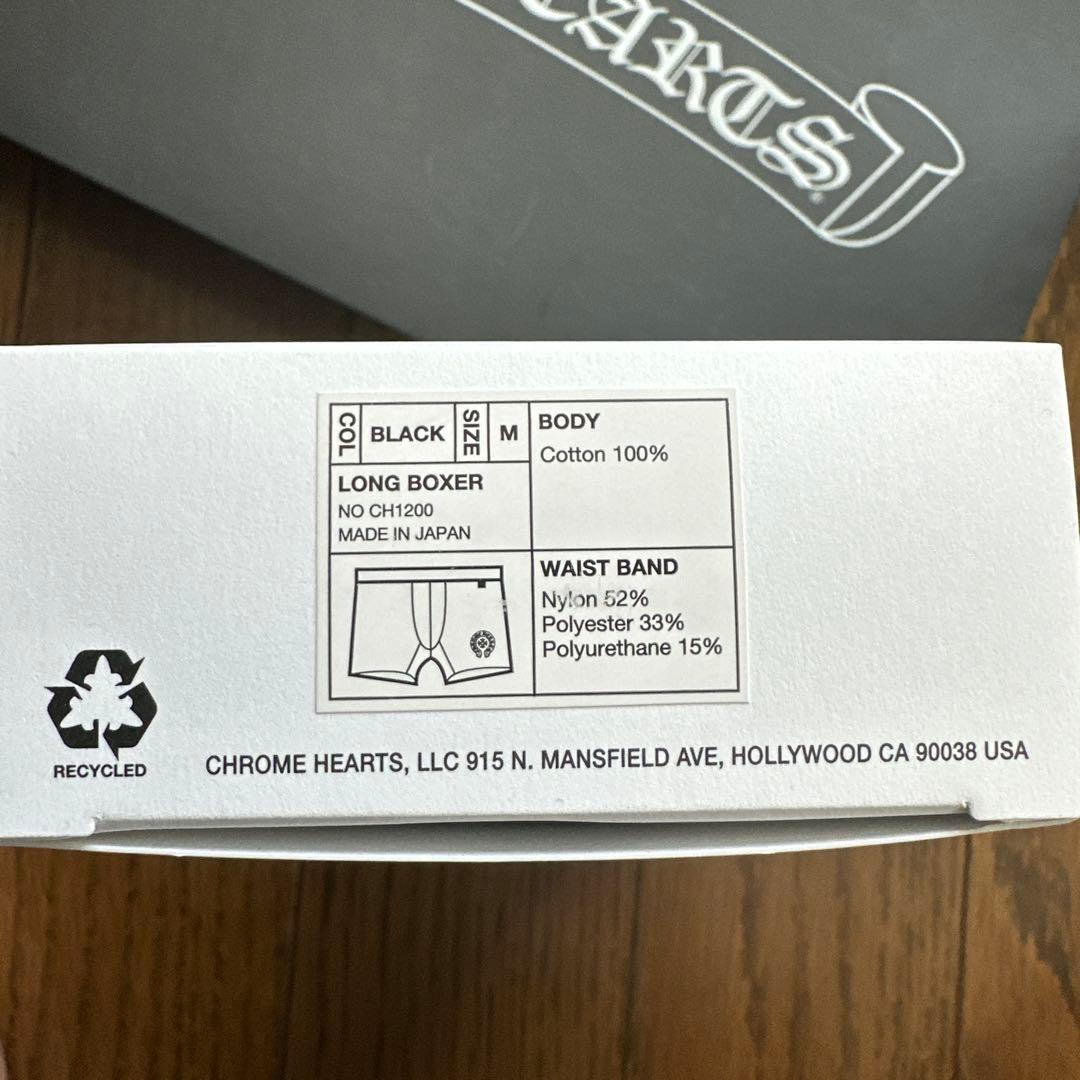 COL BLACK SIZE M
LONG BOXER
NO CH1200
MADE IN JAPAN
BODY
Cotton 100%
WAIST BAND
Nylon 52%
Polyester 33%
Polyurethane 15%
RECYCLED
CHROME HEARTS, LLC 915 N. MANSFIELD AVE, HOLLYWOOD CA 90038 USA